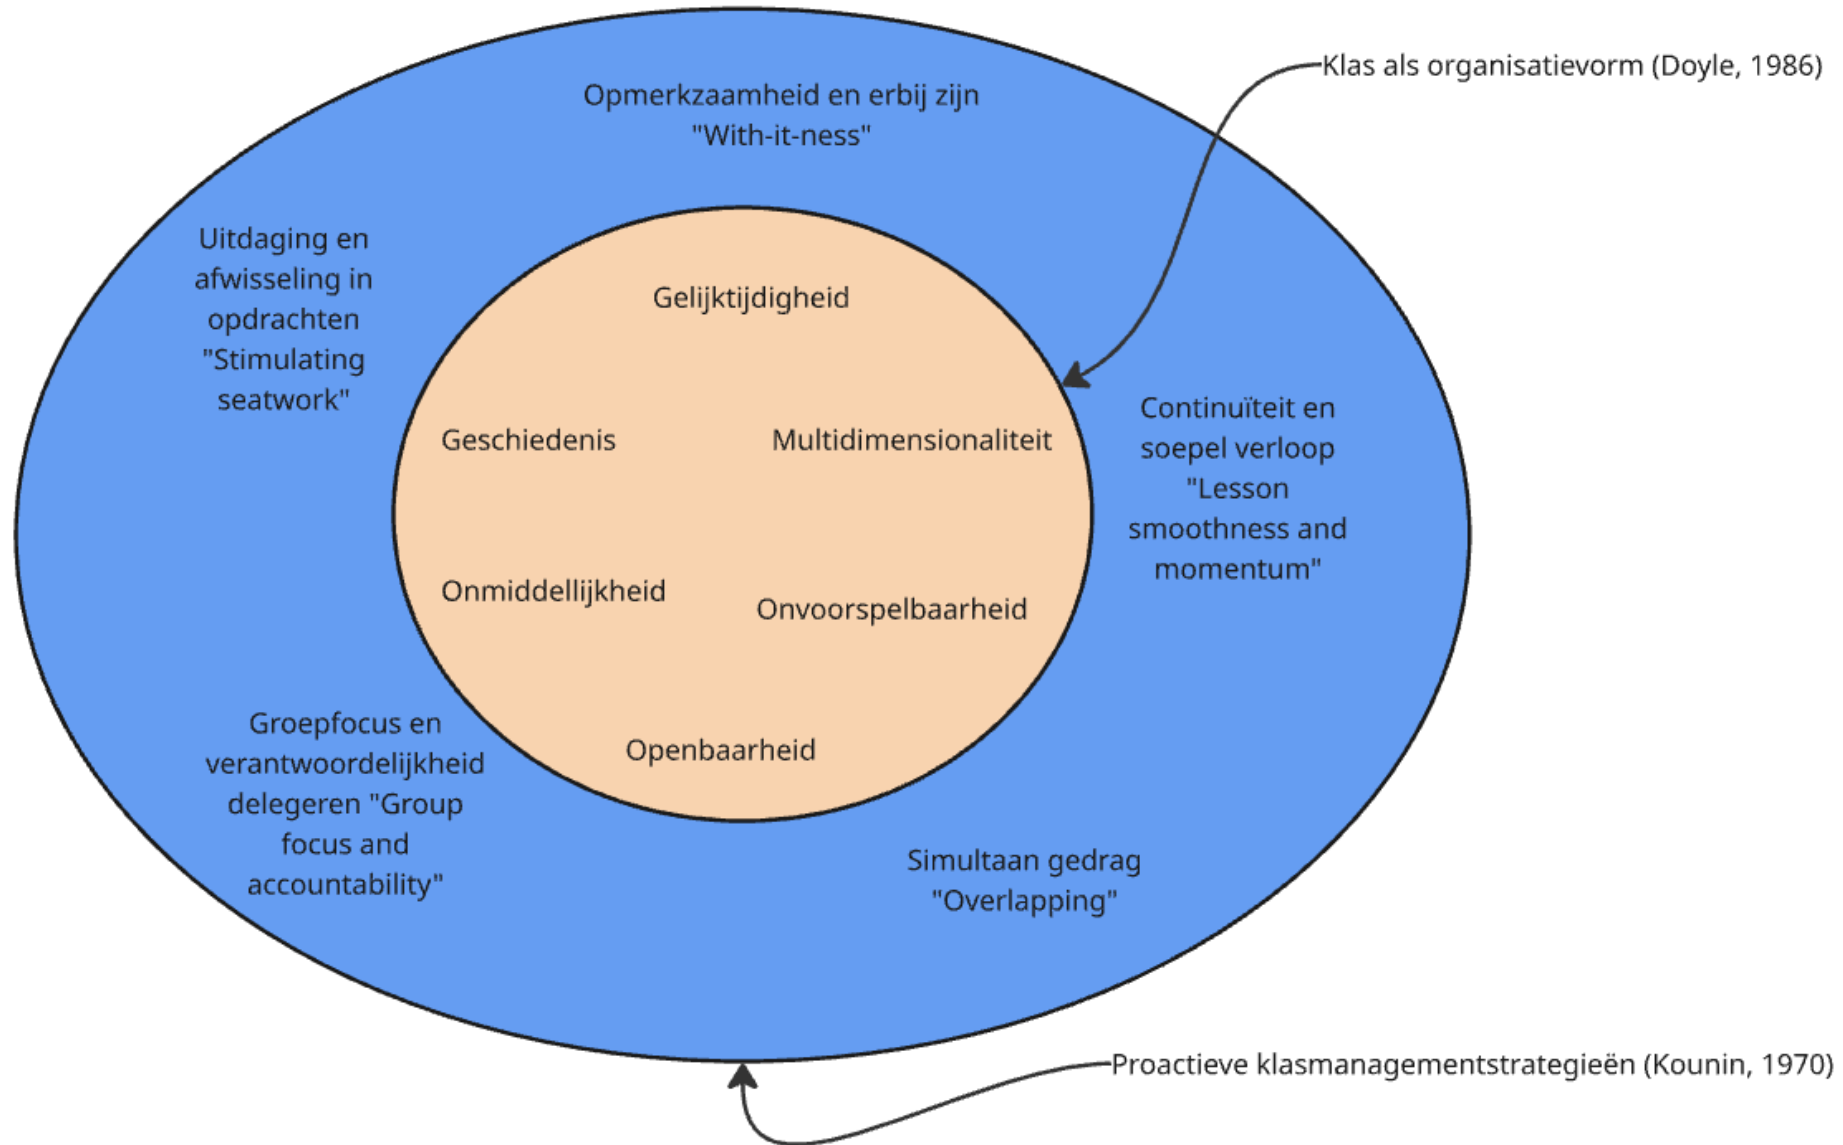 Klas als organisatievorm (Doyle, 1986)
Opmerkzaamheid en erbij zijn
"With-it-ness"
Uitdaging en
afwisseling in
opdrachten
"Stimulating
seatwork"
Gelijktijdigheid
Geschiedenis
Multidimensionaliteit
Continuïteit en
soepel verloop
"Lesson
smoothness and
momentum"
Onmiddellijkheid
Onvoorspelbaarheid
Openbaarheid
Groepfocus en
verantwoordelijkheid
delegeren "Group
focus and
accountability"
Simultaan gedrag
"Overlapping"
Proactieve klasmanagementstrategieën (Kounin, 1970)